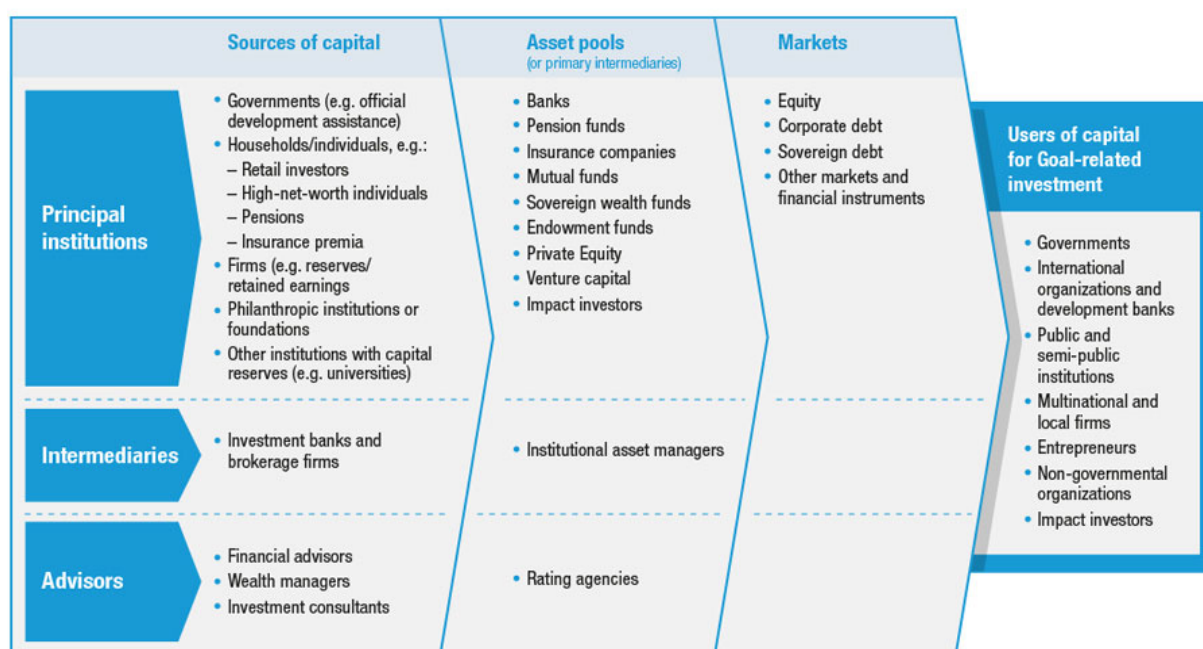 Sources of capital
Asset pools
(or primary intermediaries)
Markets
Principal
institutions
• Governments (e.g. official
development assistance)
• Households/individuals, e.g.:
– Retail investors
– High-net-worth individuals
– Pensions
– Insurance premia
• Firms (e.g. reserves/
retained earnings
• Philanthropic institutions or
foundations
• Other institutions with capital
reserves (e.g. universities)
• Banks
• Pension funds
• Insurance companies
• Mutual funds
• Sovereign wealth funds
• Endowment funds
• Private Equity
• Venture capital
• Impact investors
• Equity
• Corporate debt
• Sovereign debt
• Other markets and
financial instruments
Intermediaries
• Investment banks and
brokerage firms
• Institutional asset managers
Advisors
• Financial advisors
• Wealth managers
• Investment consultants
• Rating agencies
Users of capital
for Goal-related
investment
• Governments
• International
organizations and
development banks
• Public and
semi-public
institutions
• Multinational and
local firms
• Entrepreneurs
• Non-governmental
organizations
• Impact investors